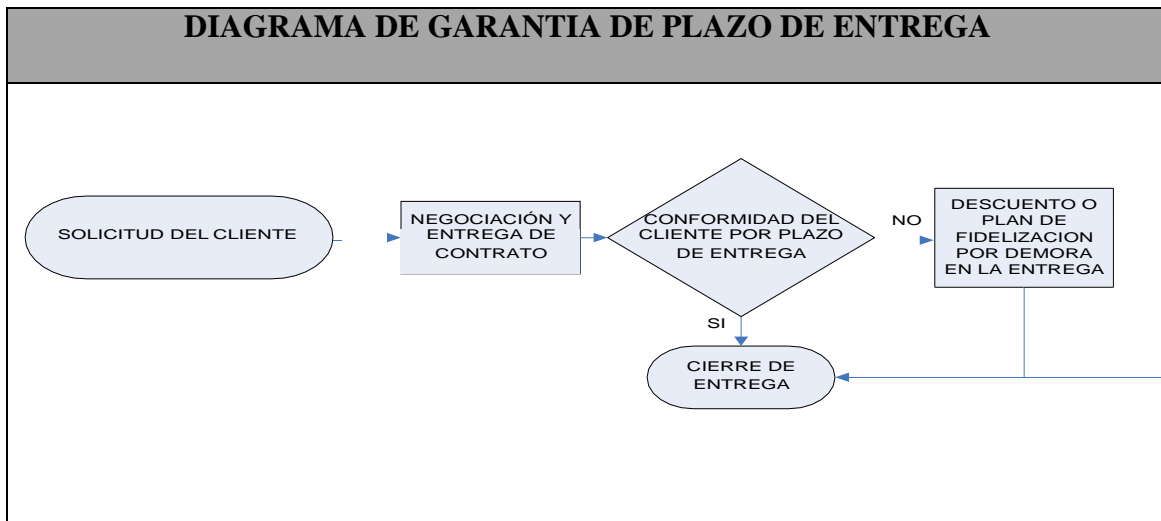 DIAGRAMA DE GARANTIA DE PLAZO DE ENTREGA
SOLICITUD DEL CLIENTE
NEGOCIACIÓN Y
ENTREGA DE
CONTRATO
CONFORMIDAD DEL
CLIENTE POR PLAZO
DE ENTREGA
NO
DESCUENTO O
PLAN DE
FIDELIZACION
POR DEMORA
EN LA ENTREGA
SI
CIERRE DE
ENTREGA